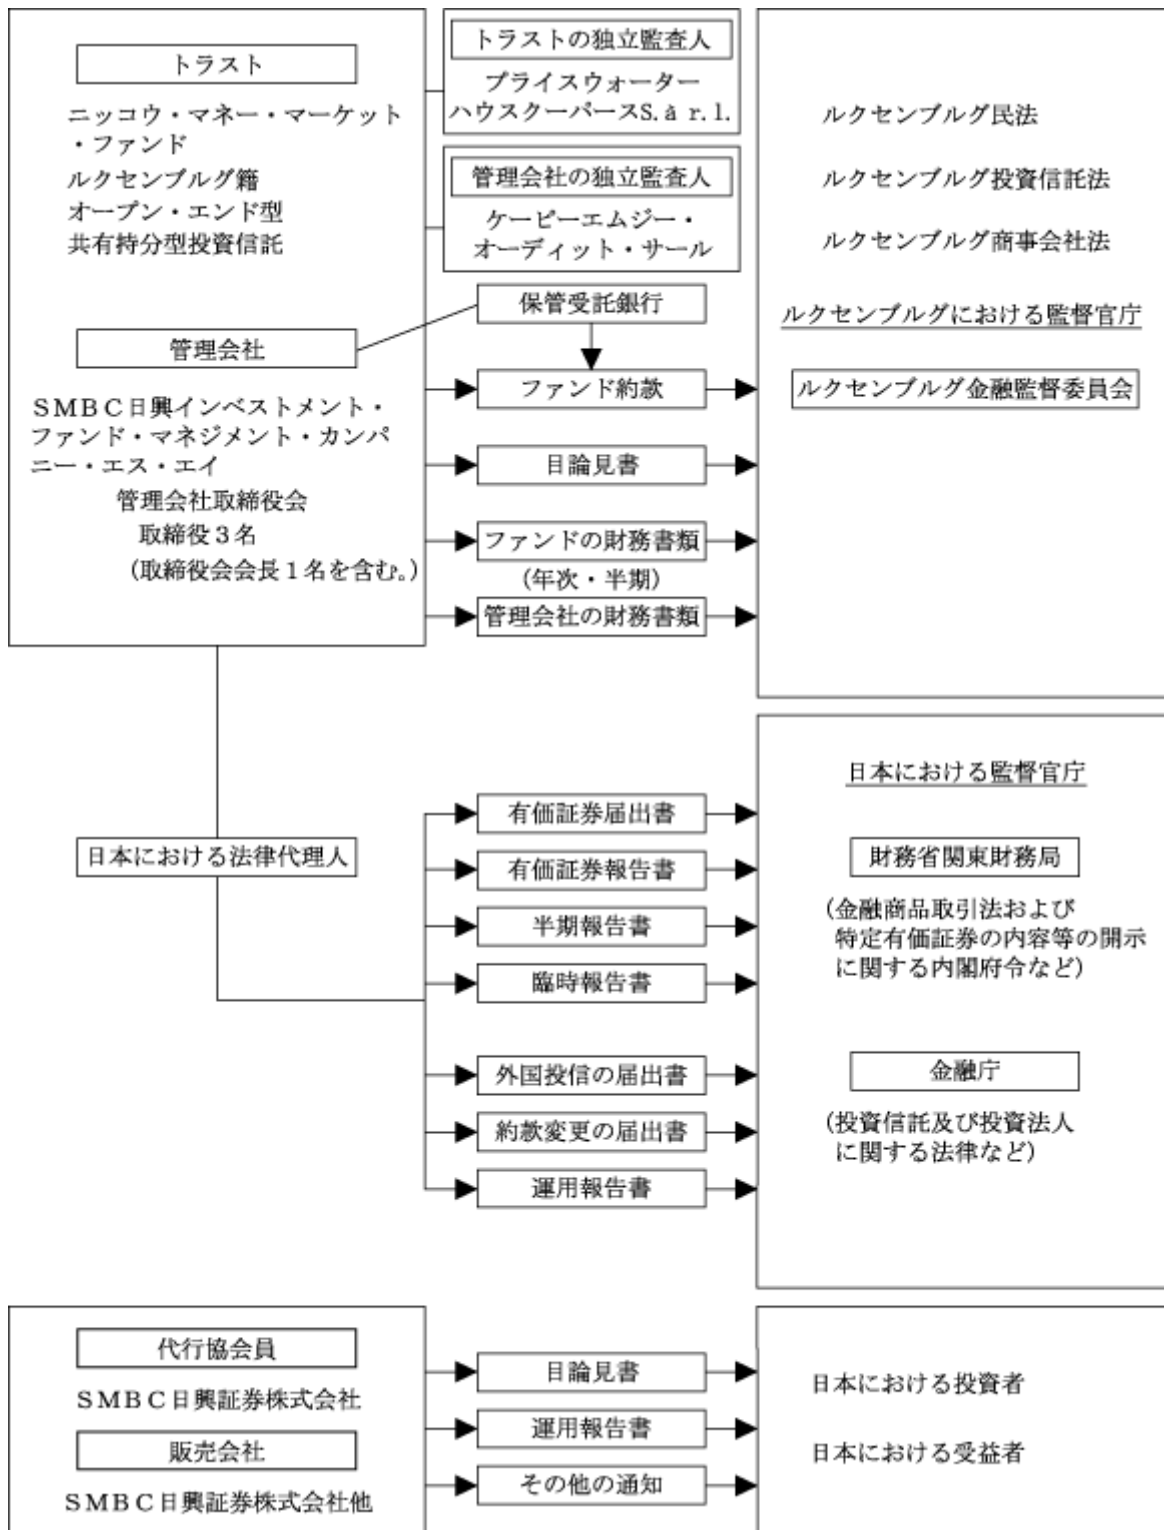 トラスト
ニッコウ・マネー・マーケット
・ファンド
ルクセンブルグ籍
オープン・エンド型
共有持分型投資信託
管理会社
SMBC日興インベストメント・
ファンド・マネジメント・カンパ
ニー・エス・エイ
管理会社取締役会
取締役3名
(取締役会会長1名を含む。)
トラストの独立監査人
プライスウォーター
ハウスクーパースS.à r.l.
管理会社の独立監査人
ケーピーエムジー・
オーディット・サール
保管受託銀行
ファンド約款
目論見書
ファンドの財務書類
(年次・半期)
管理会社の財務書類
ルクセンブルグ民法
ルクセンブルグ投資信託法
ルクセンブルグ商事会社法
ルクセンブルグにおける監督官庁
ルクセンブルグ金融監督委員会
日本における法律代理人
有価証券届出書
有価証券報告書
半期報告書
臨時報告書
外国投信の届出書
約款変更の届出書
運用報告書
日本における監督官庁
財務省関東財務局
(金融商品取引法および
特定有価証券の内容等の開示
に関する内閣府令など)
金融庁
(投資信託及び投資法人
に関する法律など)
代行協会員
SMBC日興証券株式会社
販売会社
SMBC日興証券株式会社他
目論見書
運用報告書
その他の通知
日本における投資者
日本における受益者